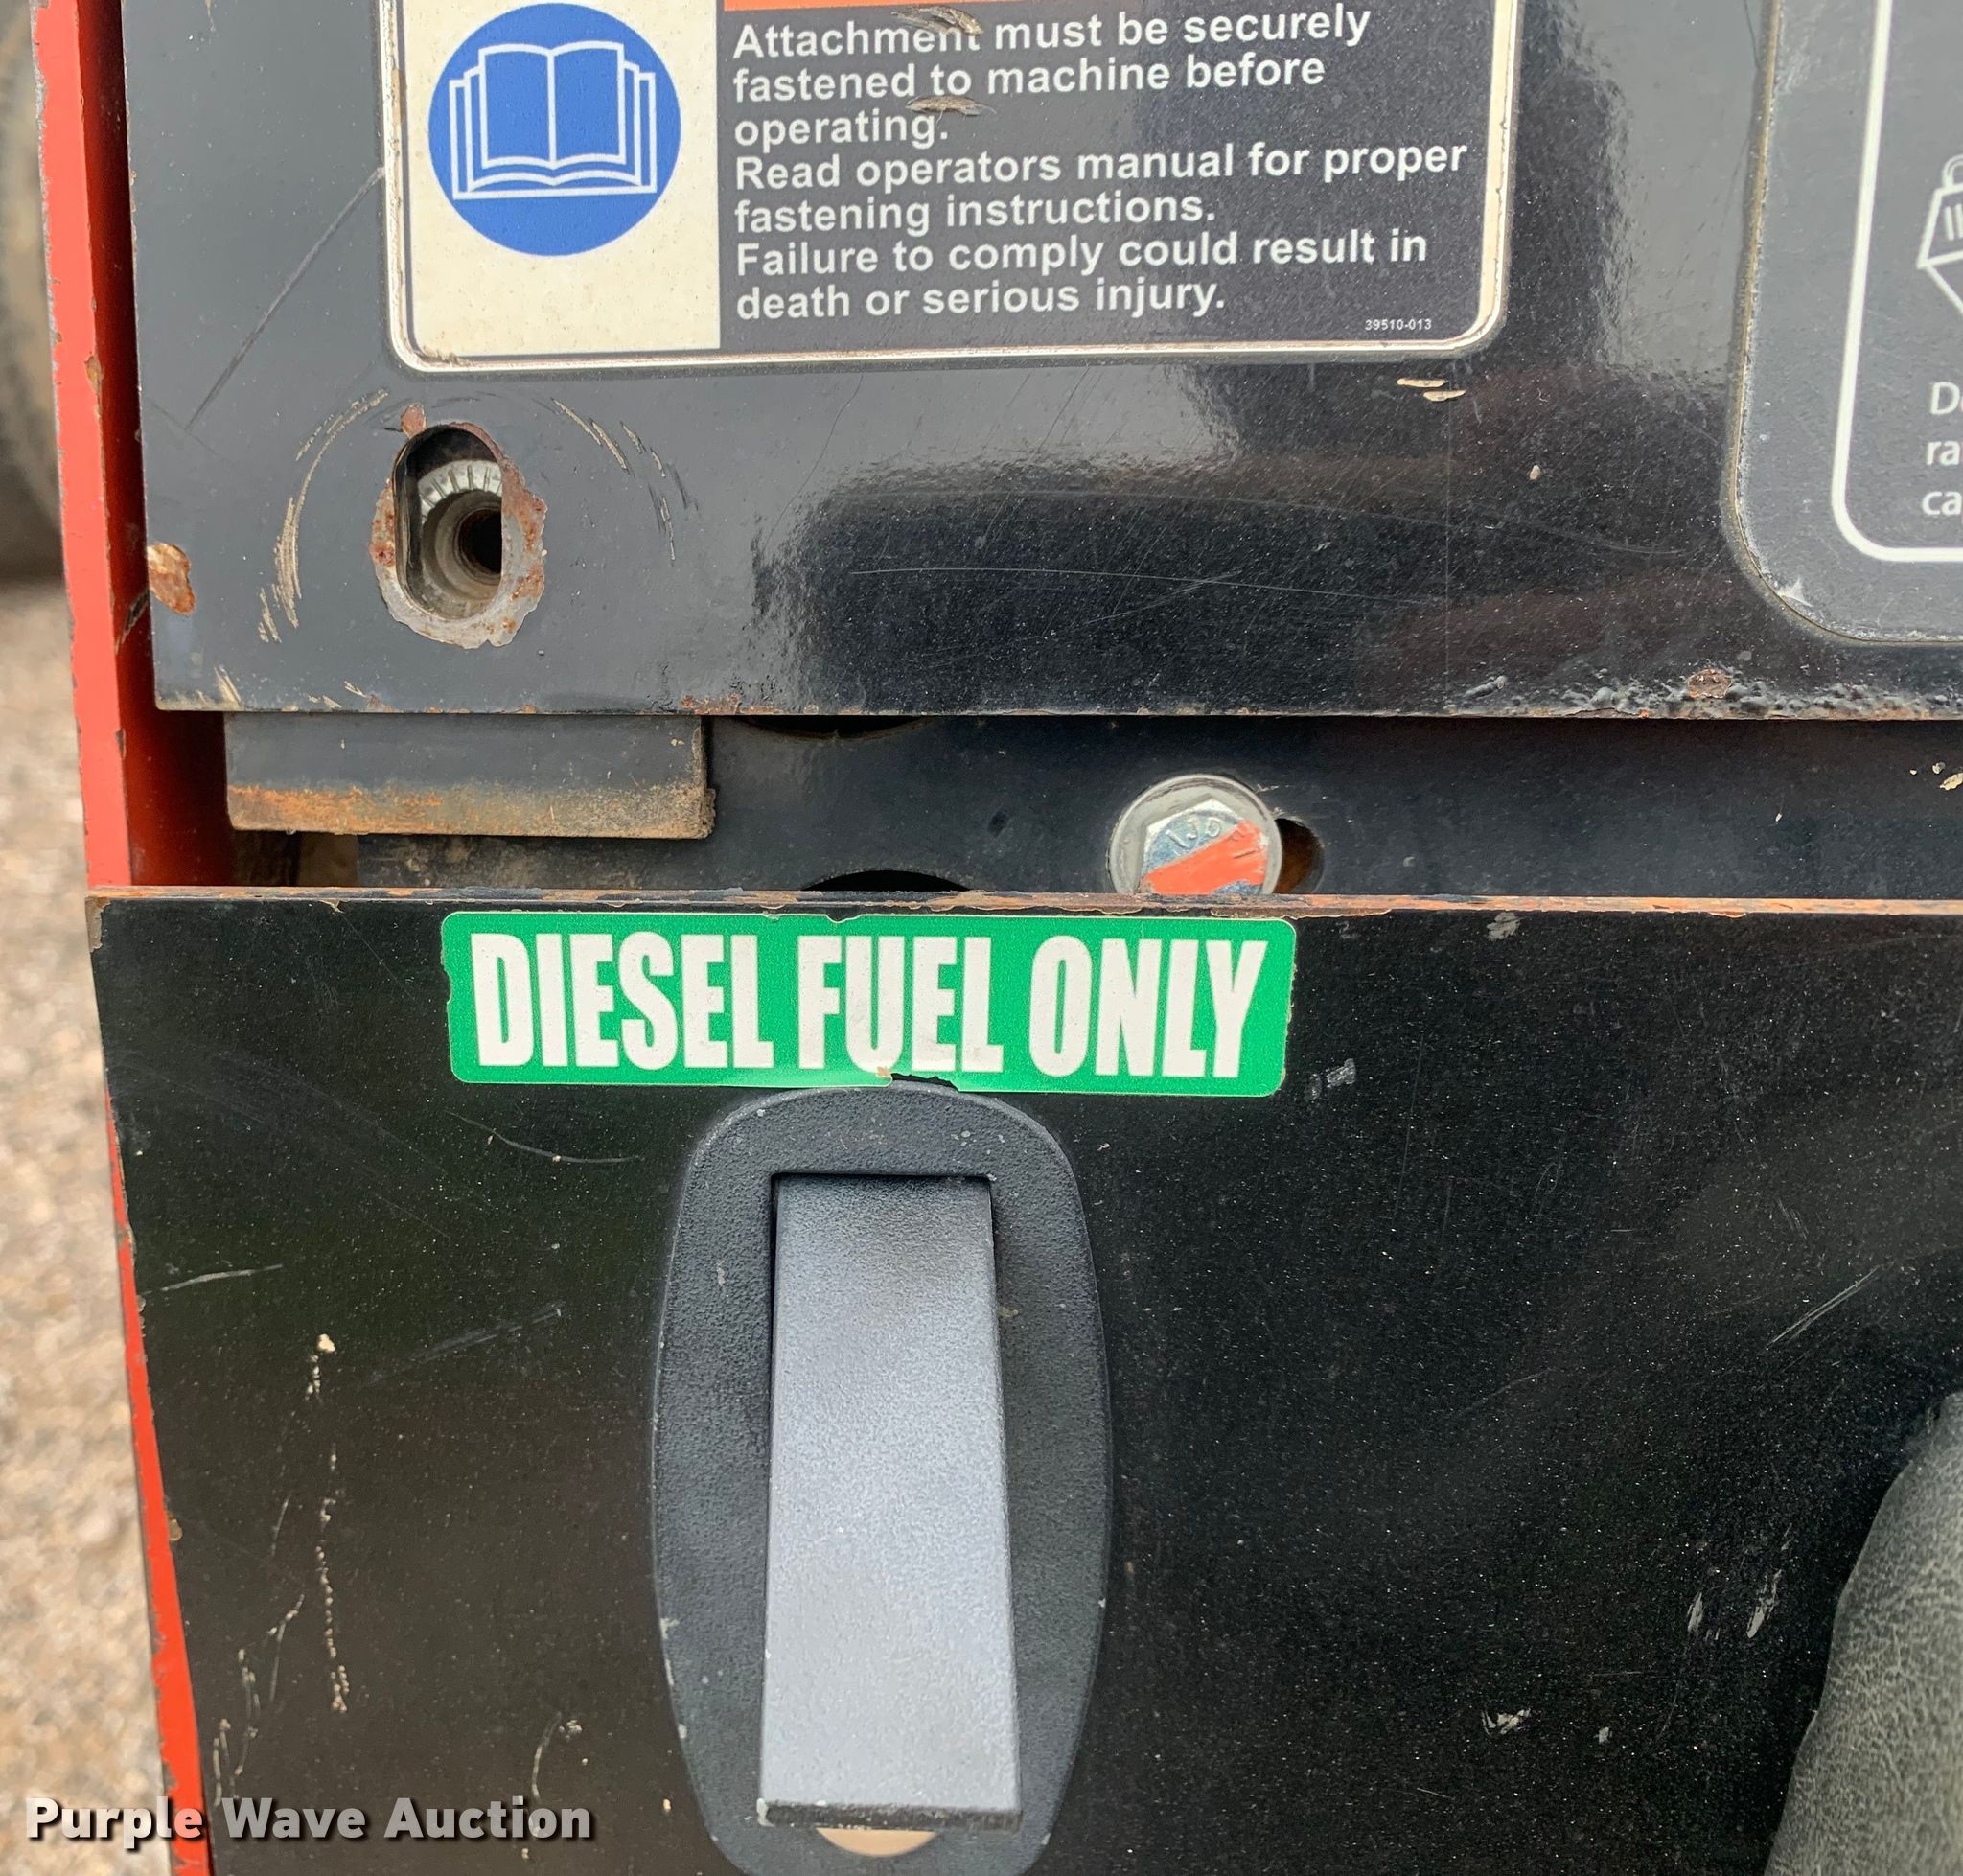 Attachment must be securely
fastened to machine before
operating.
Read operators manual for proper
fastening instructions.
Failure to comply could result in
death or serious injury.
39510-013
DIESEL FUEL ONLY
Purple Wave Auction